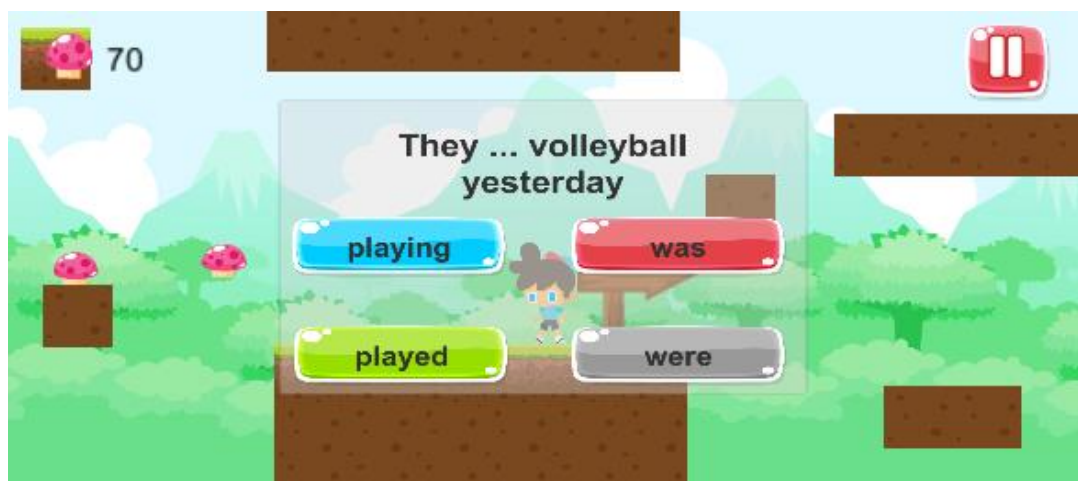 70
They ... volleyball
yesterday
playing
was
played
were